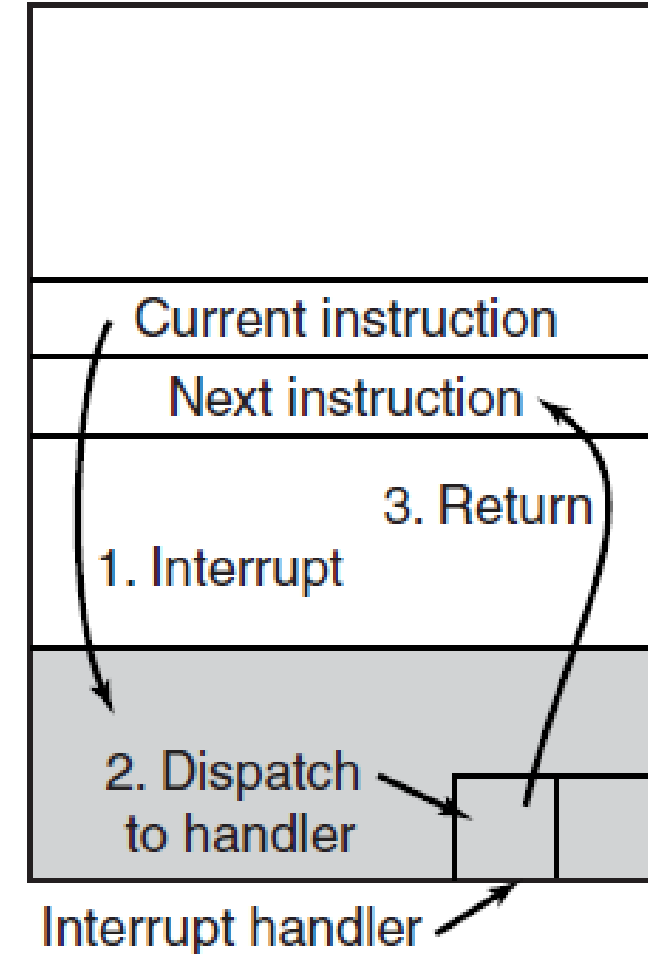 Current instruction
Next instruction
3. Return
1. Interrupt
2. Dispatch
to handler
Interrupt handler